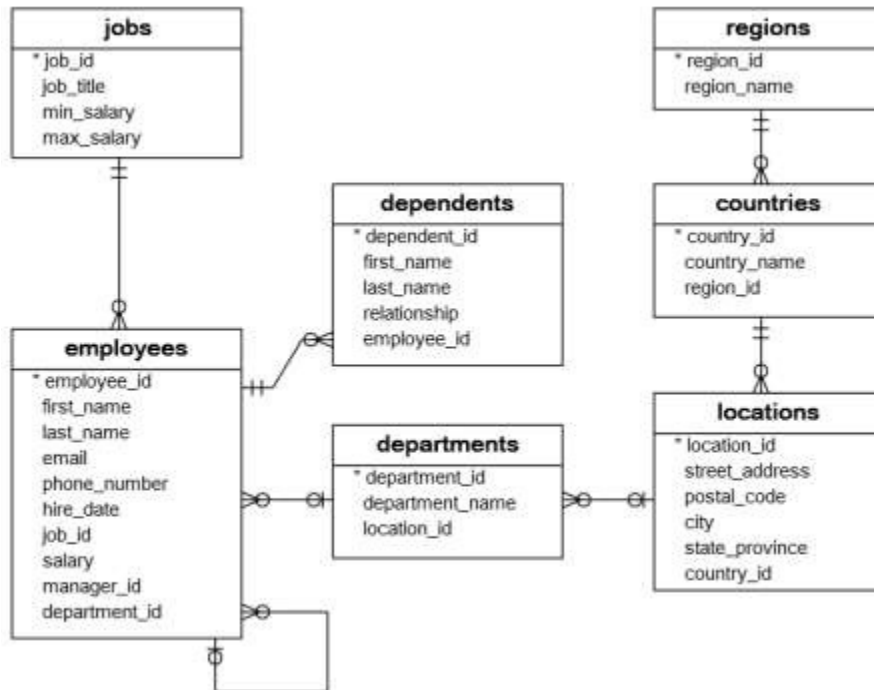 jobs
* job_id
job_title
min_salary
max_salary
regions
* region_id
region_name
dependents
* dependent_id
first_name
last_name
relationship
employee_id
countries
* country_id
country_name
region_id
employees
* employee_id
first_name
last_name
email
phone_number
hire_date
job_id
salary
manager_id
department_id
departments
* department_id
department_name
location_id
locations
* location_id
street_address
postal_code
city
state_province
country_id